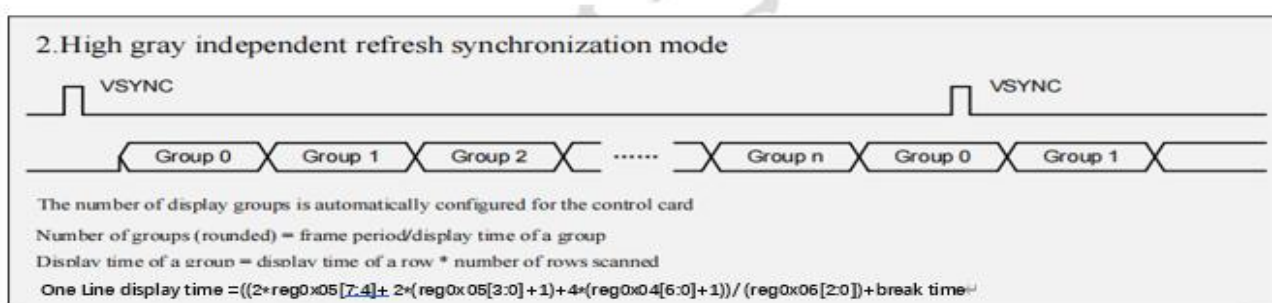 2.High gray independent refresh synchronization mode
VSYNC
VSYNC
Group 0
Group 1
Group 2
......
Group n
Group 0
Group 1
The number of display groups is automatically configured for the control card
Number of groups (rounded) = frame period/display time of a group
Display time of a group = display time of a row * number of rows scanned
One Line display time =((2*reg0x05[7:4]+ 2*(reg0x05[3:0]+1)+4*(reg0x04[6:0]+1))/(reg0x06[2:0])+break time↵